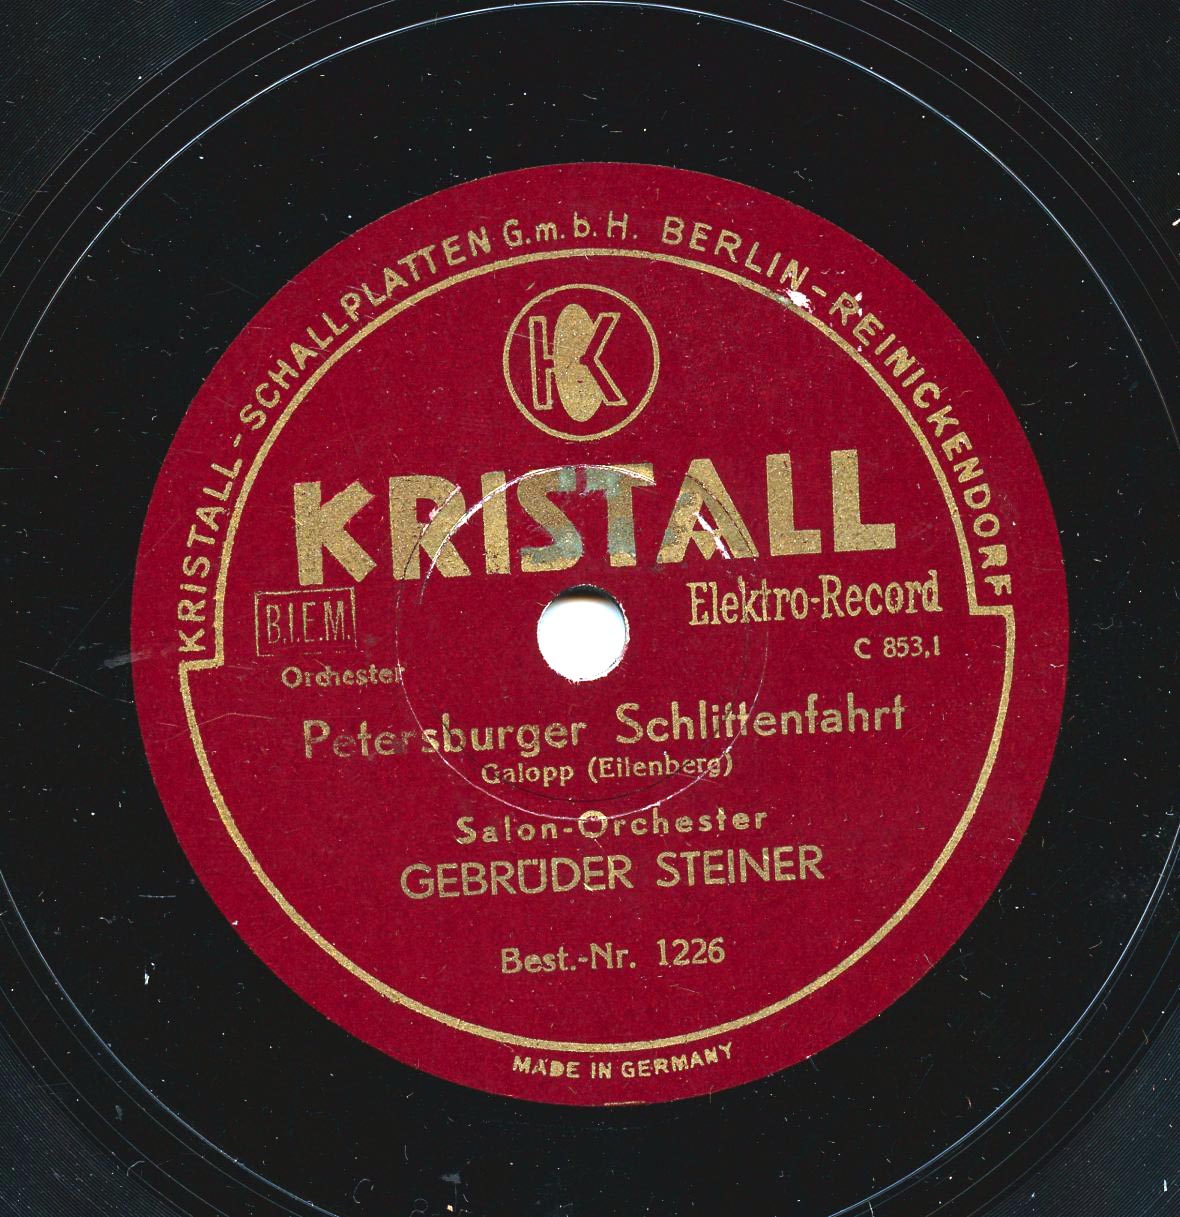 KRISTALL-SCHALLPLATTEN G.m.b.H. BERLIN-REINICKENDORF
K
KRISTALL
Elektro-Record
B.I.E.M.
C 853,1
Orchester
Petersburger Schlittenfahrt
Galopp (Eilenberg)
Salon-Orchester
GEBRÜDER STEINER
Best.-Nr. 1226
MADE IN GERMANY